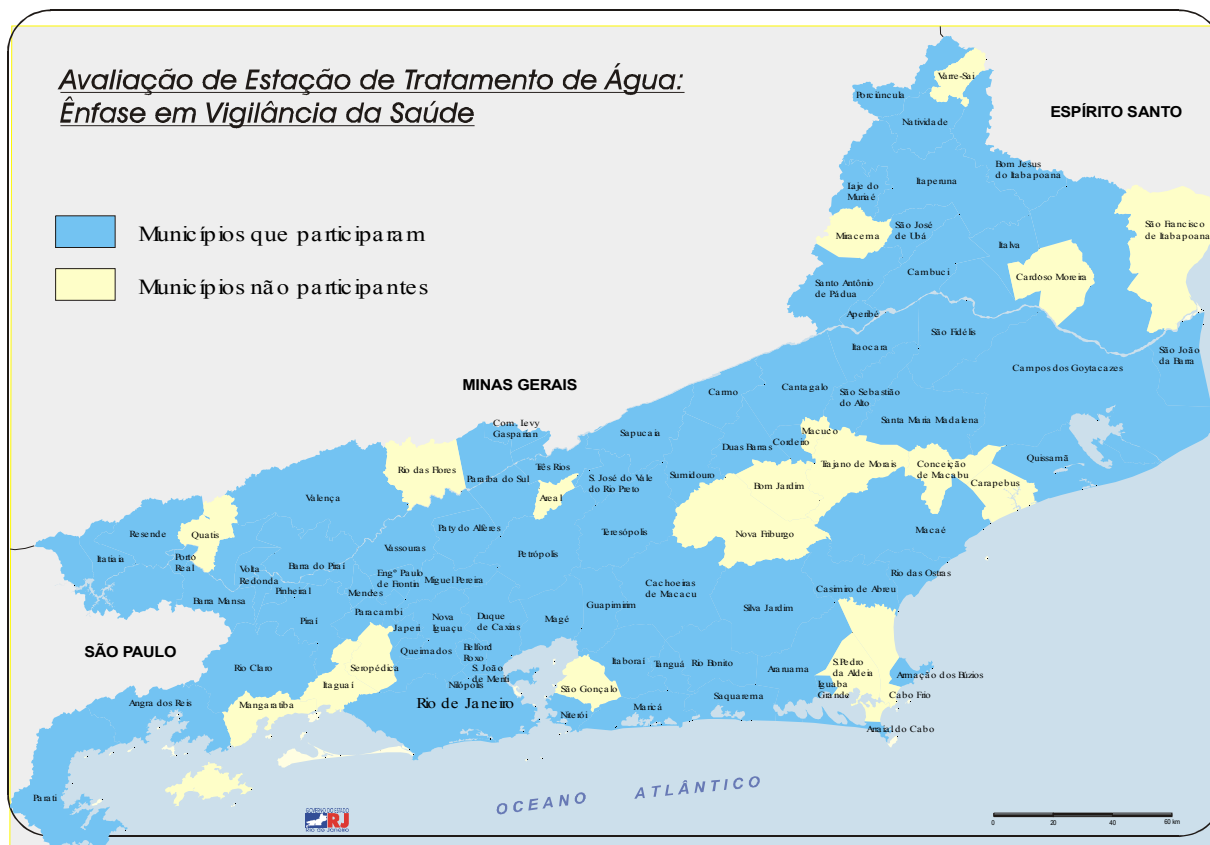 Avaliação de Estação de Tratamento de Água:
Ênfase em Vigilância da Saúde
Municípios que participaram
Municípios não participantes
ESPÍRITO SANTO
MINAS GERAIS
SÃO PAULO
OCEANO ATLÂNTICO
Varre-Sai
Porciúncula
Natividade
Bom Jesus
do Itabapoana
Itaperuna
Laje do
Muriaé
São Francisco
de Itabapoana
Miracema
São José
de Ubá
Italva
Cardoso Moreira
Cambuci
Santo Antônio
de Pádua
Aperibé
São Fidélis
Itaocara
São João
da Barra
Campos dos Goytacazes
Carmo
Cantagalo
São Sebastião
do Alto
Santa Maria Madalena
Com. Levy
Gasparian
Sapucaia
Macuco
Cordeiro
Duas Barras
Rio das Flores
Três Rios
Paraíba do Sul
S. José do Vale
do Rio Preto
Sumidouro
Trajano de Morais
Conceição
de Macabu
Quissamã
Carapebus
Valença
Areal
Bom Jardim
Resende
Quatis
Paty do Alferes
Teresópolis
Nova Friburgo
Macaé
Itatiaia
Porto
Real
Volta
Redonda
Barra do Piraí
Vassouras
Petrópolis
Pinheiral
Mendes
Engº Paulo
de Frontin
Miguel Pereira
Cachoeiras
de Macacu
Rio das Ostras
Casimiro de Abreu
Barra Mansa
Piraí
Paracambi
Japeri
Nova
Iguaçu
Duque
de Caxias
Magé
Guapimirim
Silva Jardim
Rio Claro
Seropédica
Queimados
Belford
Roxo
S. João
de Meriti
Nilópolis
Itaboraí
Tanguá
Rio Bonito
Araruama
S.Pedro
da Aldeia
Iguaba
Grande
Armação dos Búzios
Cabo Frio
Itaguaí
Mangaratiba
Angra dos Reis
Rio de Janeiro
São Gonçalo
Niterói
Maricá
Saquarema
Arraial do Cabo
Parati
GOVERNO DO ESTADO
RJ
Rio de Janeiro
0 20 40 60 km